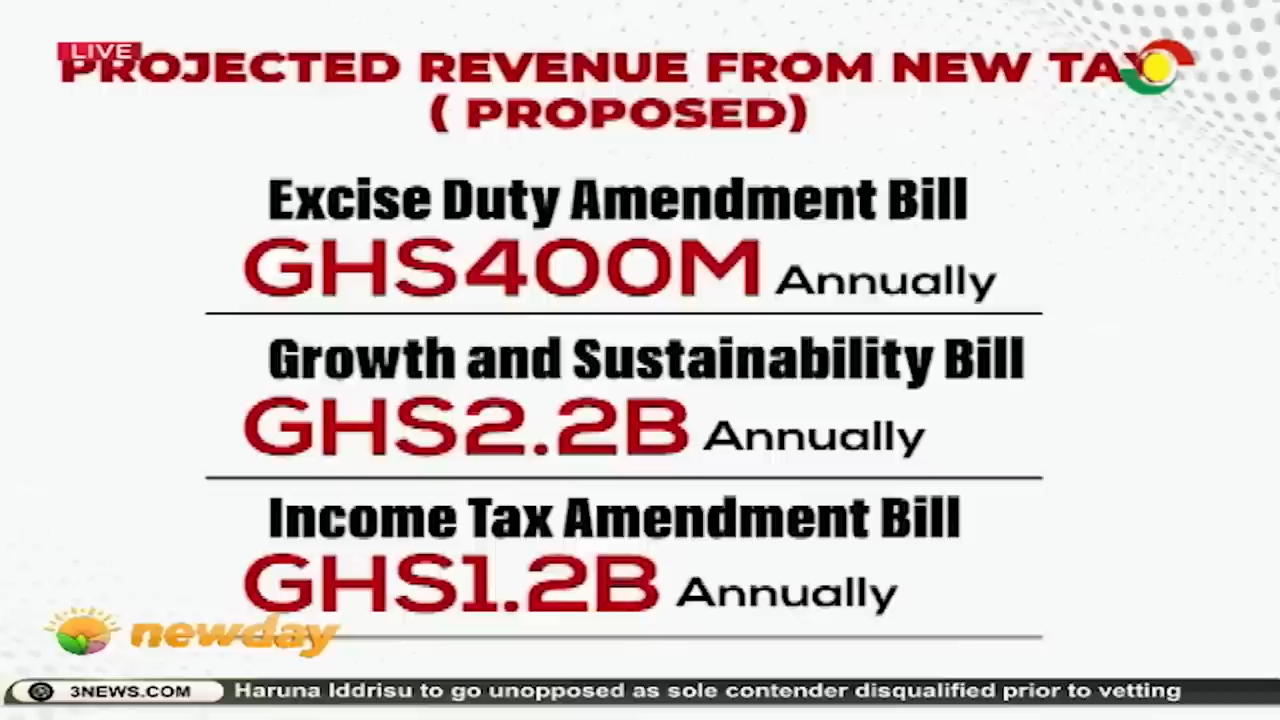 LIVE
PROJECTED REVENUE FROM NEW TAX
( PROPOSED)
Excise Duty Amendment Bill
GHS400M Annually
Growth and Sustainability Bill
GHS2.2B Annually
Income Tax Amendment Bill
GHS1.2B Annually
newday
3NEWS.COM Haruna Iddrisu to go unopposed as sole contender disqualified prior to vetting